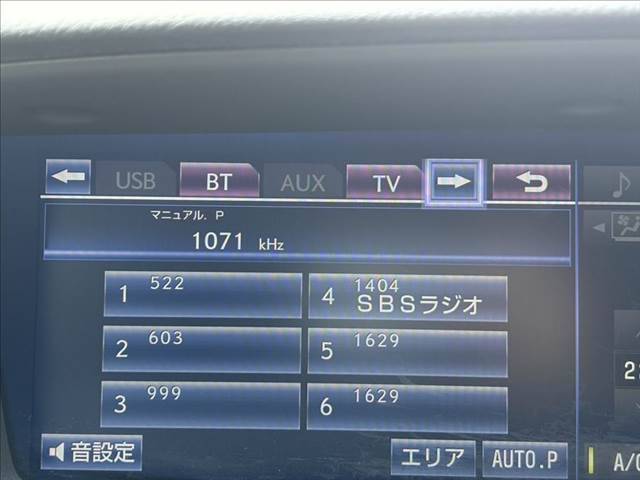 USB BT AUX TV
マニュアル. P
1071 kHz
1 522
4 1404 SBSラジオ
2 603
5 1629
3 999
6 1629
音設定 エリア AUTO.P